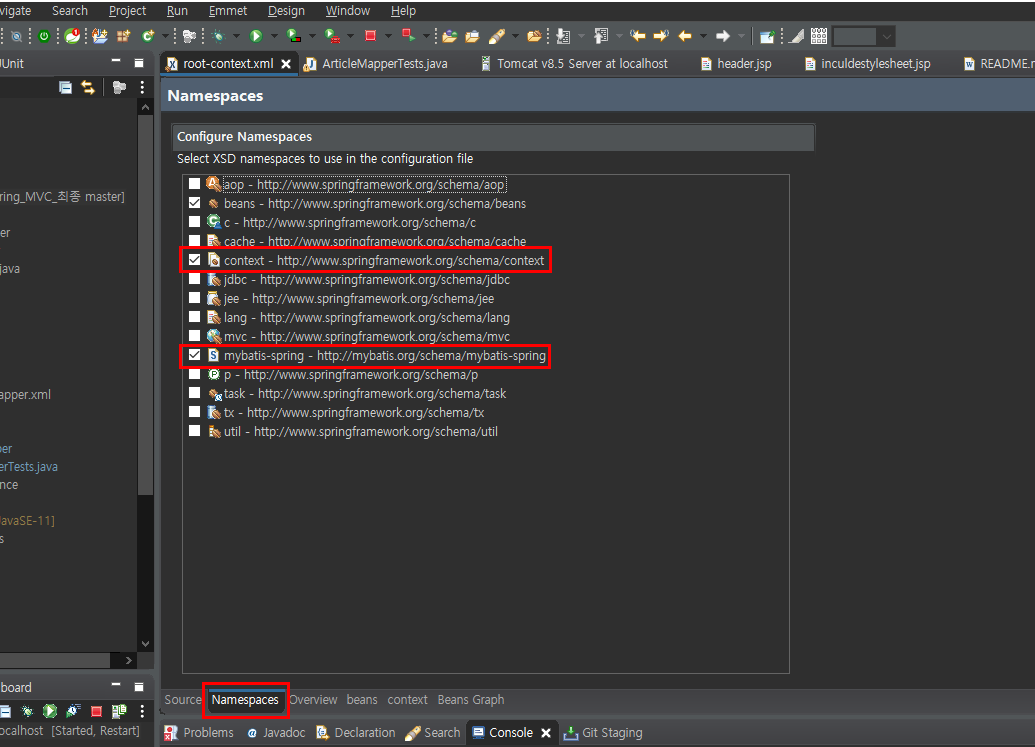 vigate Search Project Run Emmet Design Window Help
JUnit
root-context.xml ArticleMapperTests.java Tomcat v8.5 Server at localhost header.jsp inculdestylesheet.jsp README.r
Namespaces
Configure Namespaces
Select XSD namespaces to use in the configuration file
aop - http://www.springframework.org/schema/aop
beans - http://www.springframework.org/schema/beans
ring_MVC_최종 master]
c - http://www.springframework.org/schema/c
er
cache - http://www.springframework.org/schema/cache
context - http://www.springframework.org/schema/context
java
jdbc - http://www.springframework.org/schema/jdbc
jee - http://www.springframework.org/schema/jee
lang - http://www.springframework.org/schema/lang
mvc - http://www.springframework.org/schema/mvc
mybatis-spring - http://mybatis.org/schema/mybatis-spring
p - http://www.springframework.org/schema/p
apper.xml
task - http://www.springframework.org/schema/task
tx - http://www.springframework.org/schema/tx
util - http://www.springframework.org/schema/util
per
erTests.java
nce
JavaSE-11]
s
board
Source Namespaces Overview beans context Beans Graph
ocalhost [Started, Restart]
Problems Javadoc Declaration Search Console Git Staging